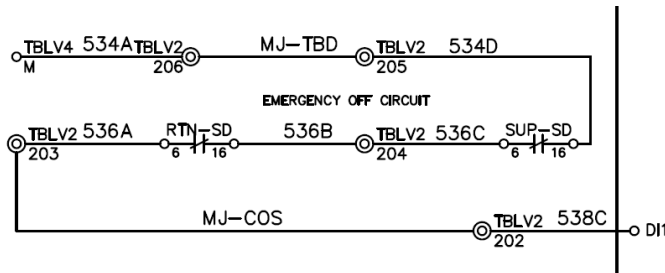 TBLV4 534A TBLV2 MJ-TBD TBLV2 534D
M 206 205
EMERGENCY OFF CIRCUIT
TBLV2 536A RTN-SD 536B TBLV2 536C SUP-SD
203 6 16 204 6 16
MJ-COS TBLV2 538C
202 DI1